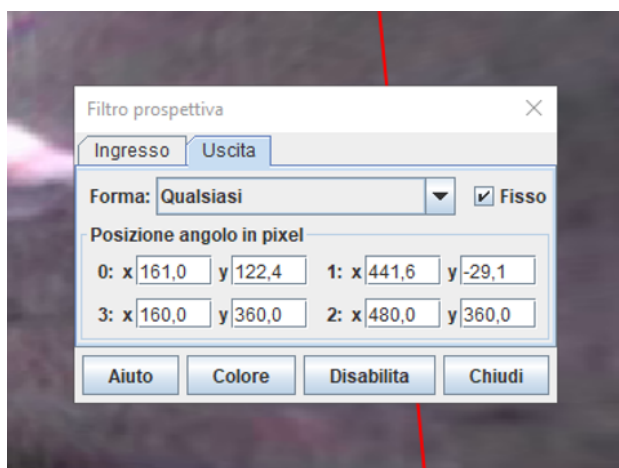 Filtro prospettiva
Ingresso Uscita
Forma: Qualsiasi Fisso
Posizione angolo in pixel
0: x 161,0 y 122,4 1: x 441,6 y -29,1
3: x 160,0 y 360,0 2: x 480,0 y 360,0
Aiuto Colore Disabilita Chiudi